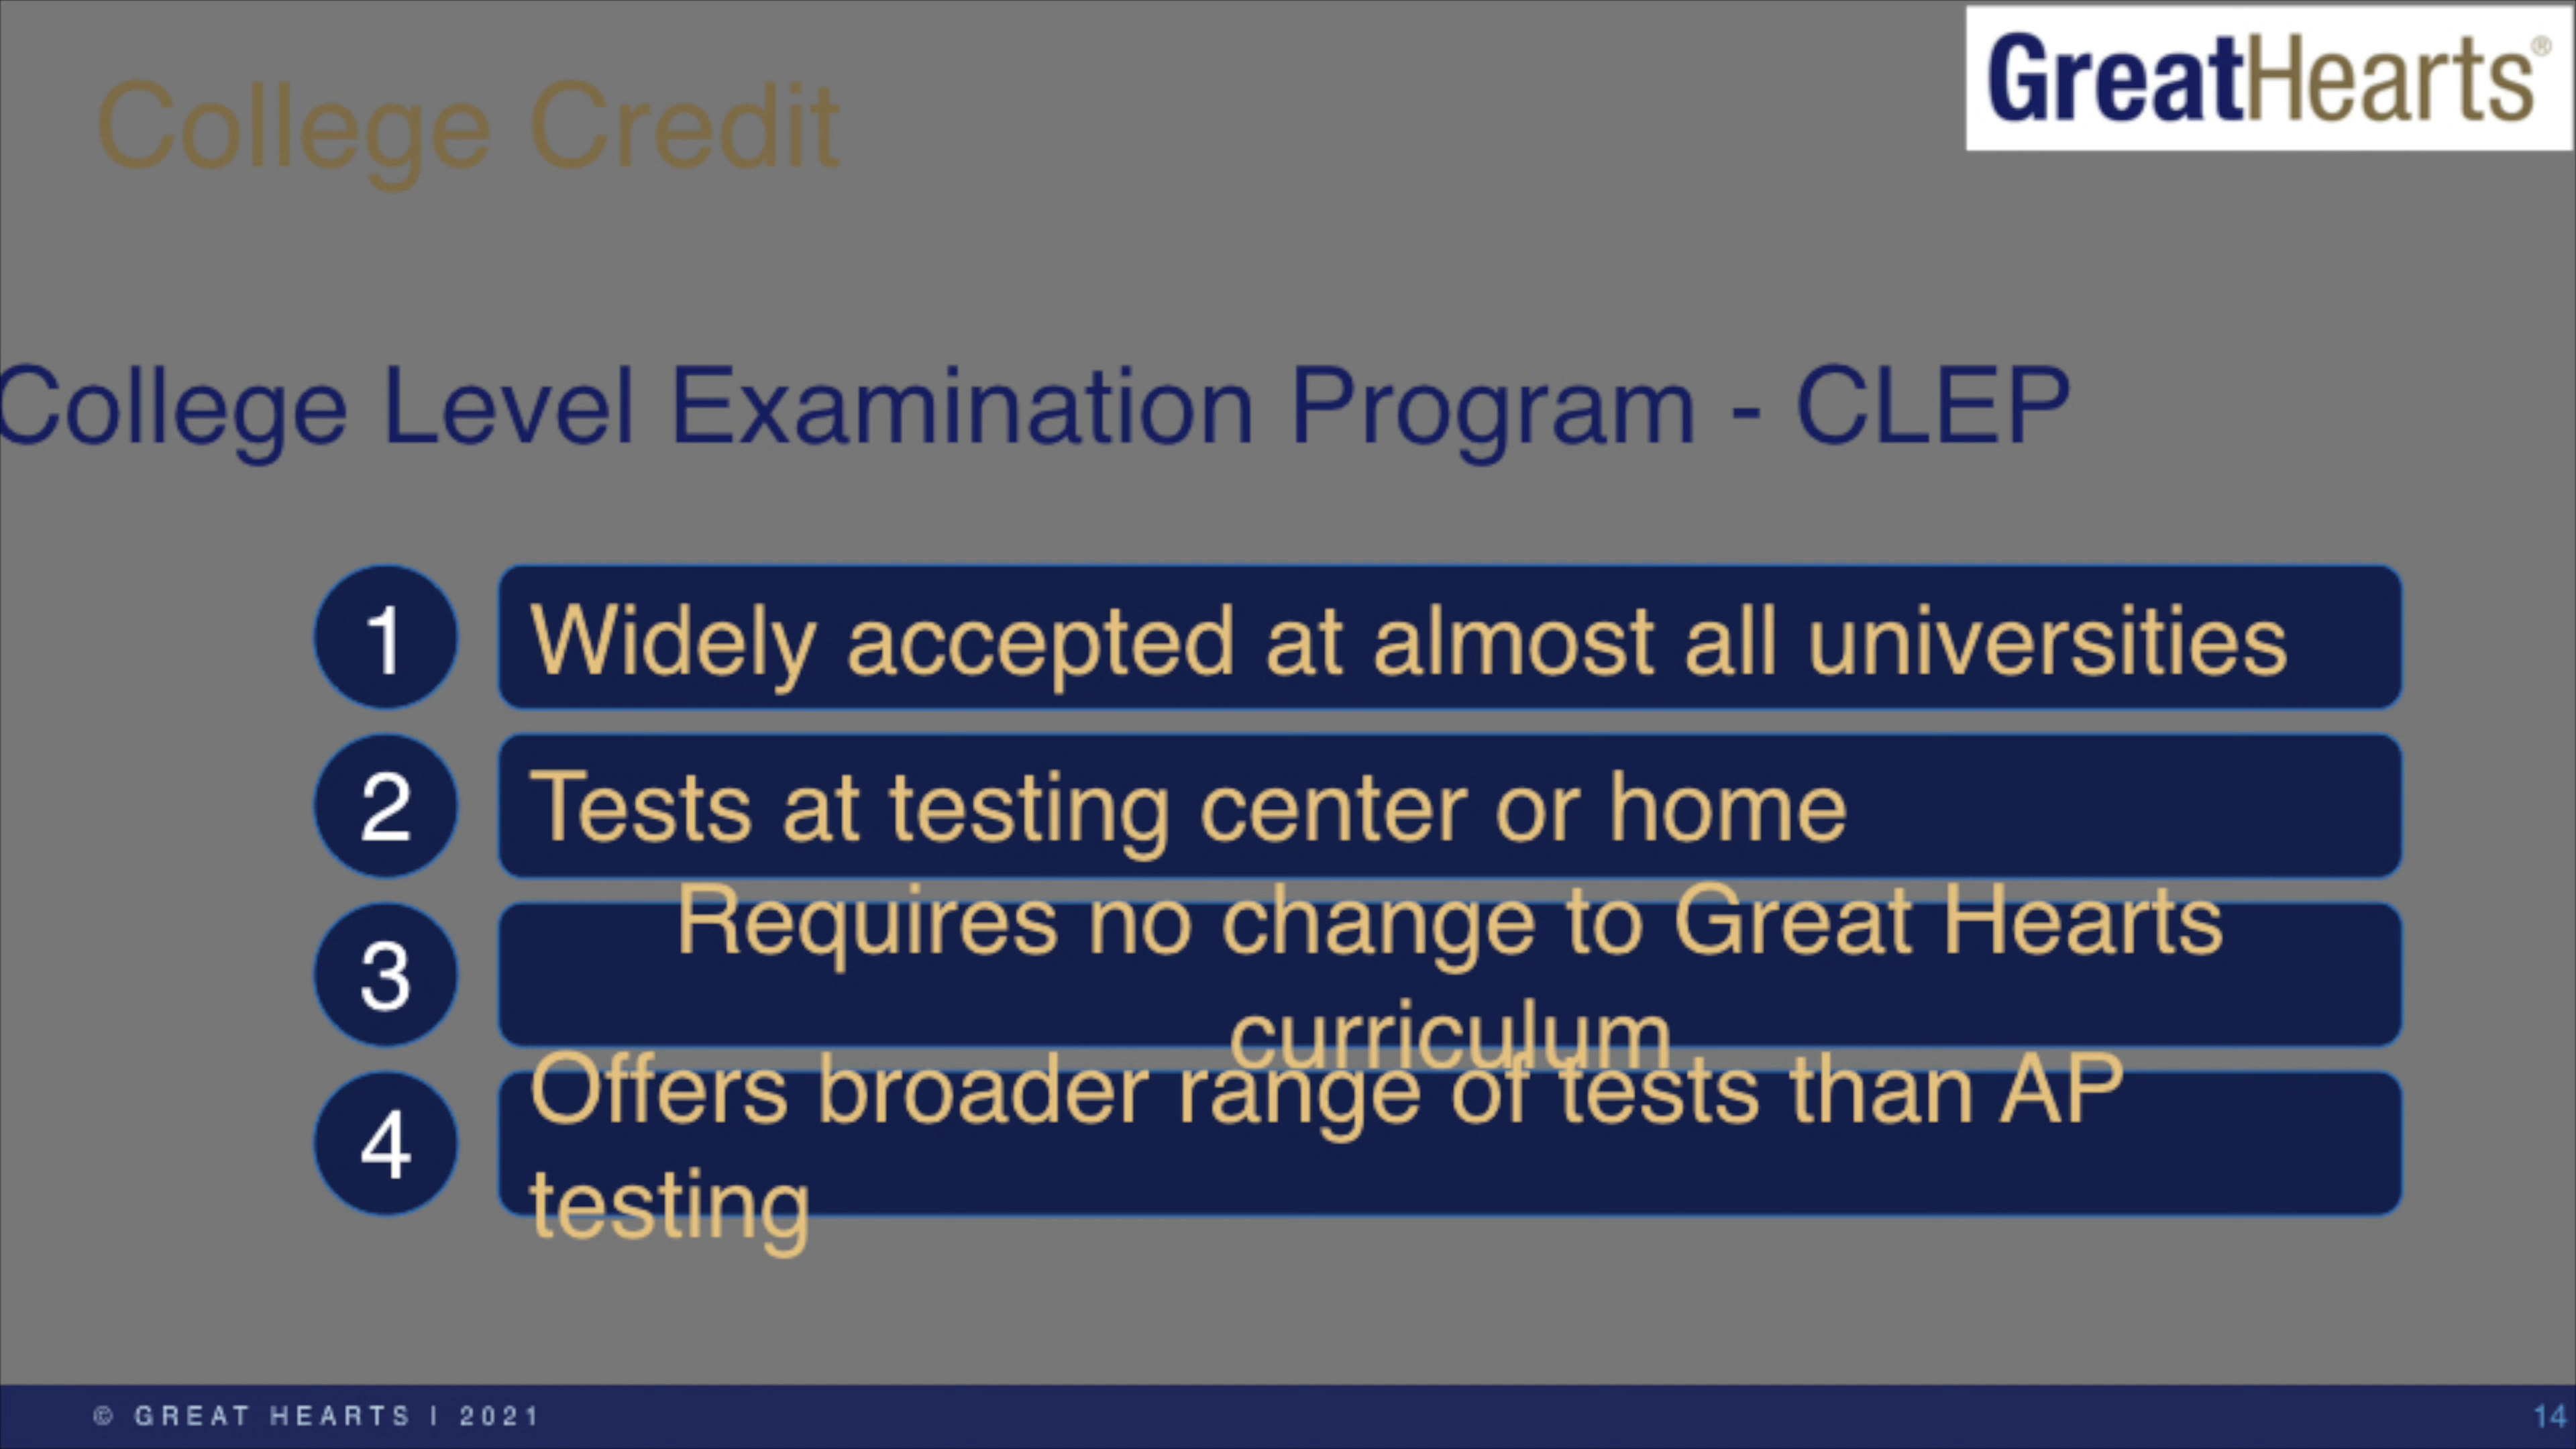 College Credit
GreatHearts®
College Level Examination Program - CLEP
1 Widely accepted at almost all universities
2 Tests at testing center or home
3 Requires no change to Great Hearts
curriculum
4 Offers broader range of tests than AP
testing
© GREAT HEARTS | 2021
14